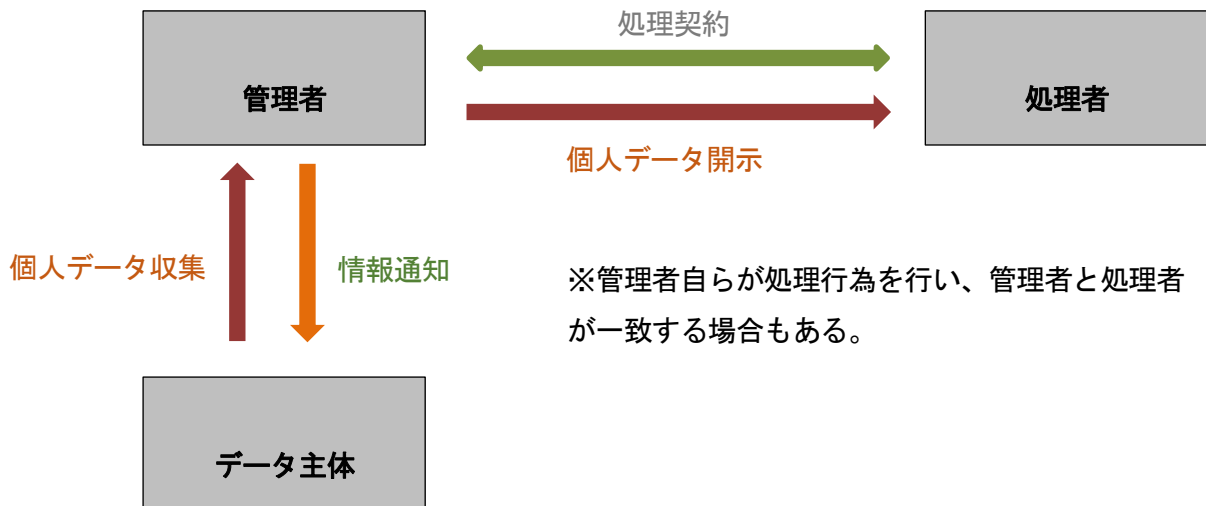 処理契約
管理者
処理者
個人データ開示
個人データ収集
情報通知
※管理者自らが処理行為を行い、管理者と処理者
が一致する場合もある。
データ主体